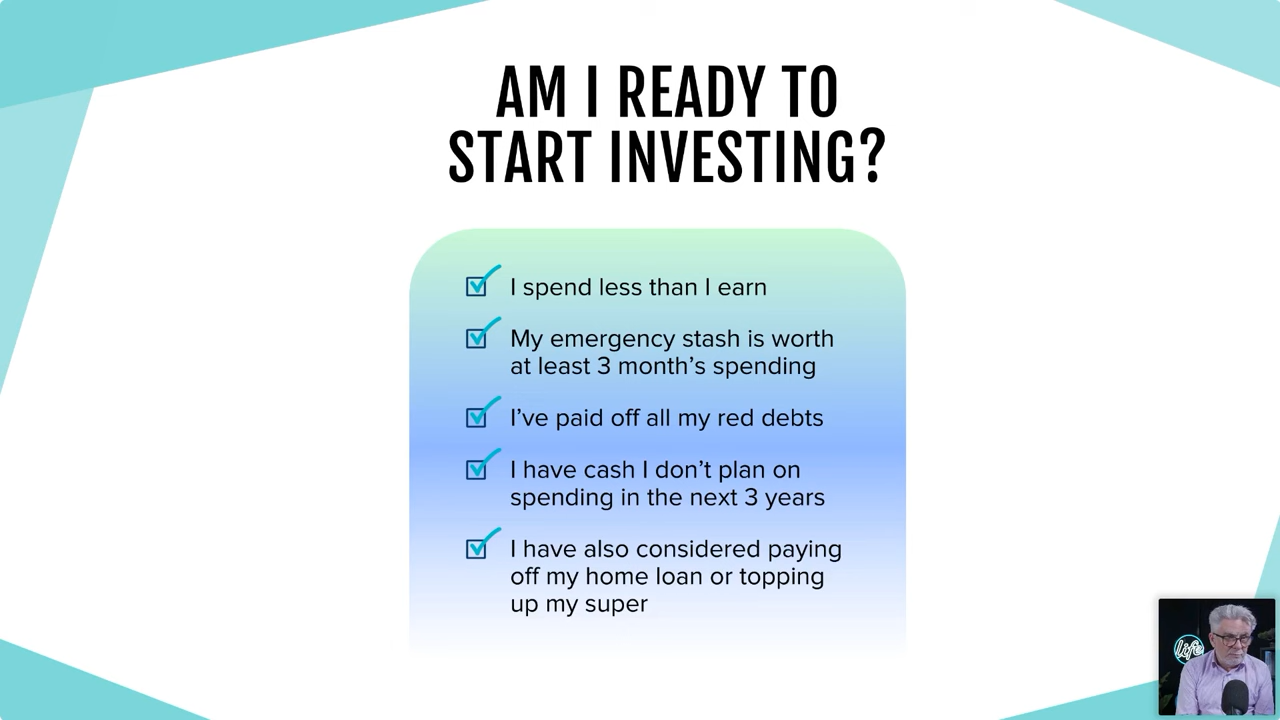 AM I READY TO
START INVESTING?
I spend less than I earn
My emergency stash is worth
at least 3 month's spending
I've paid off all my red debts
I have cash I don't plan on
spending in the next 3 years
I have also considered paying
off my home loan or topping
up my super
life